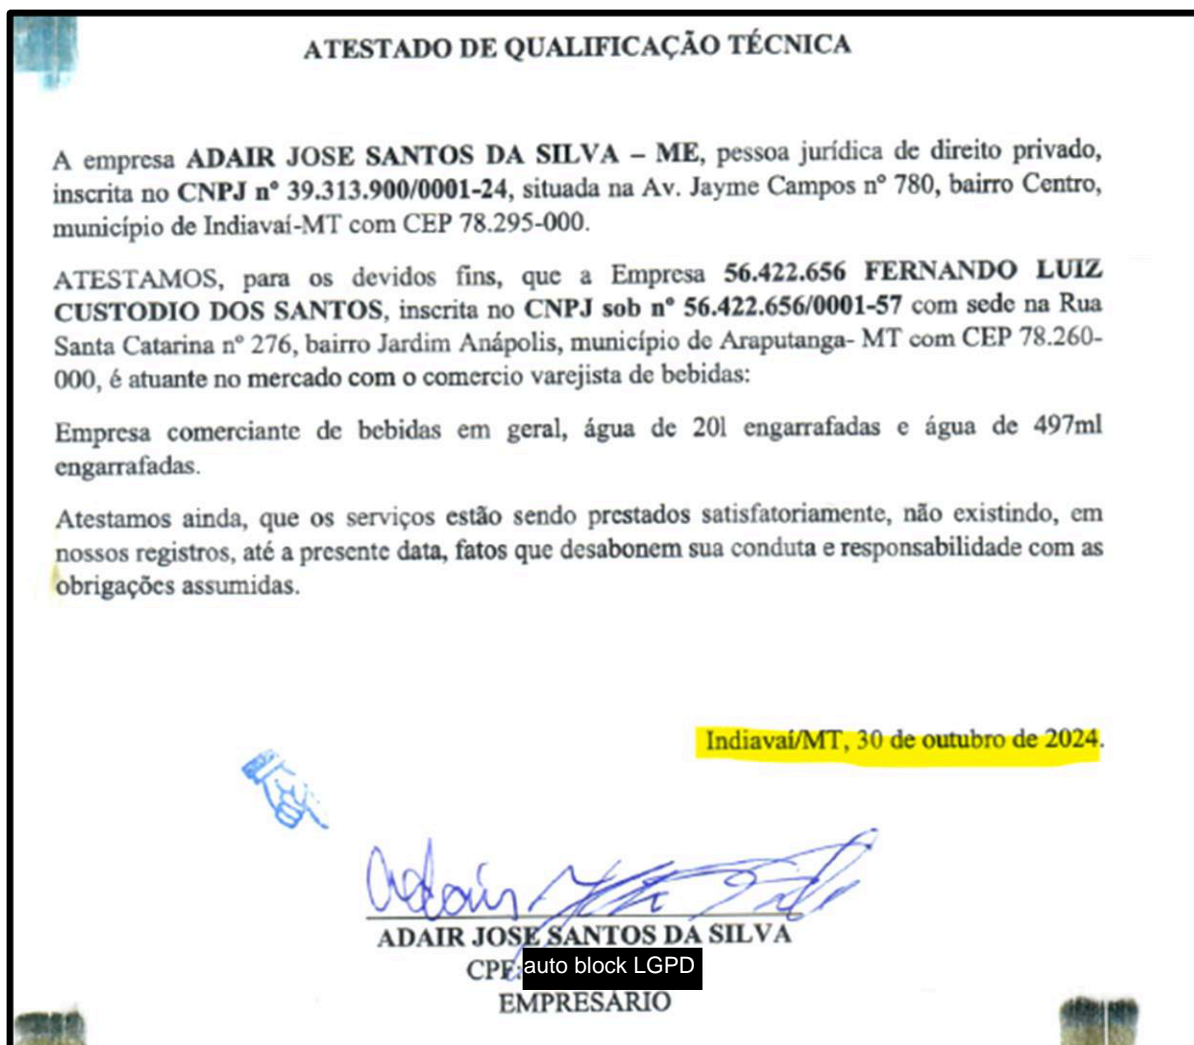 ATESTADO DE QUALIFICAÇÃO TÉCNICA
A empresa ADAIR JOSE SANTOS DA SILVA – ME, pessoa jurídica de direito privado,
inscrita no CNPJ nº 39.313.900/0001-24, situada na Av. Jayme Campos nº 780, bairro Centro,
município de Indiavaí-MT com CEP 78.295-000.
ATESTAMOS, para os devidos fins, que a Empresa 56.422.656 FERNANDO LUIZ
CUSTODIO DOS SANTOS, inscrita no CNPJ sob nº 56.422.656/0001-57 com sede na Rua
Santa Catarina nº 276, bairro Jardim Anápolis, município de Araputanga- MT com CEP 78.260-
000, é atuante no mercado com o comercio varejista de bebidas:
Empresa comerciante de bebidas em geral, água de 20l engarrafadas e água de 497ml
engarrafadas.
Atestamos ainda, que os serviços estão sendo prestados satisfatoriamente, não existindo, em
nossos registros, até a presente data, fatos que desabonem sua conduta e responsabilidade com as
obrigações assumidas.
Indiavaí/MT, 30 de outubro de 2024.
ADAIR JOSE SANTOS DA SILVA
CPF: auto block LGPD
EMPRESÁRIO